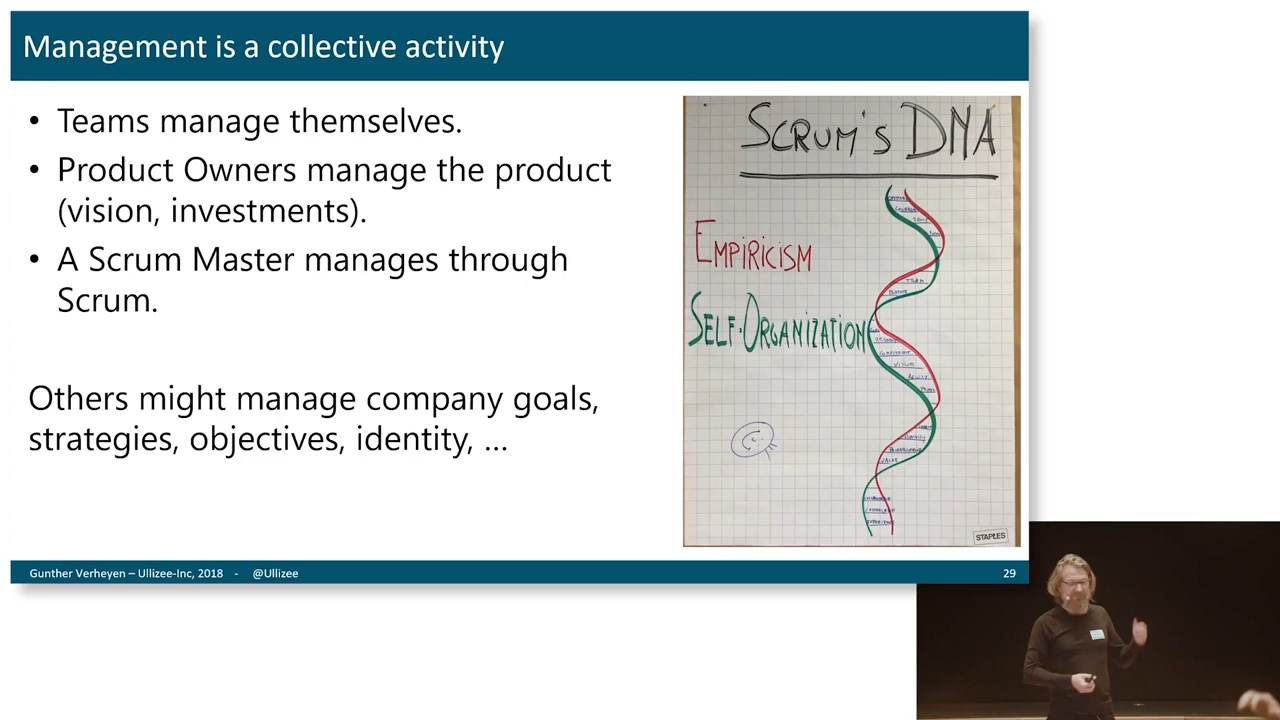 Management is a collective activity
• Teams manage themselves.
• Product Owners manage the product
(vision, investments).
• A Scrum Master manages through
Scrum.
Others might manage company goals,
strategies, objectives, identity, ...
SCRUM'S DNA
EMPIRICISM
SELF-ORGANIZATION
TEAM
VISION
STAPLES
Gunther Verheyen – Ullizee-Inc, 2018 - @Ullizee
29